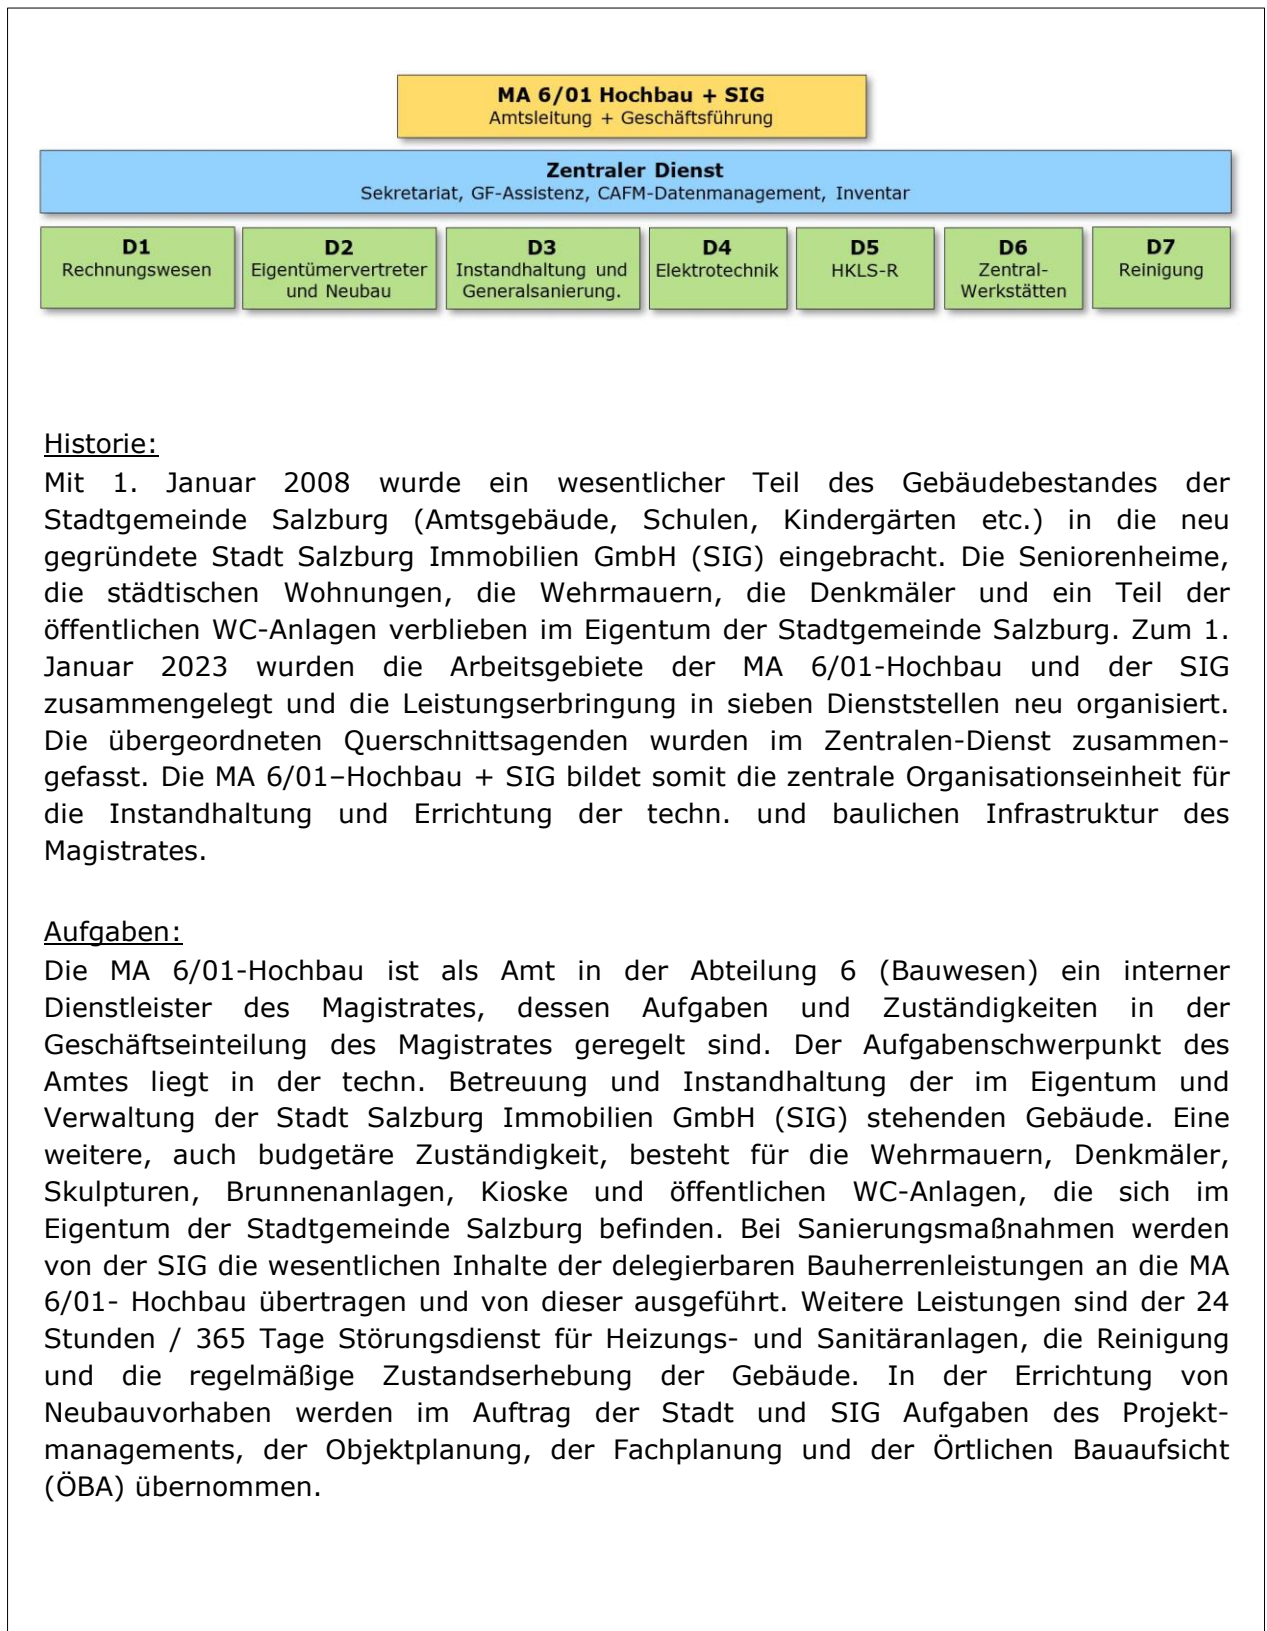 MA 6/01 Hochbau + SIG
Amtsleitung + Geschäftsführung
Zentraler Dienst
Sekretariat, GF-Assistenz, CAFM-Datenmanagement, Inventar
D1
Rechnungswesen
D2
Eigentümervertreter
und Neubau
D3
Instandhaltung und
Generalsanierung.
D4
Elektrotechnik
D5
HKLS-R
D6
Zentral-
Werkstätten
D7
Reinigung
Historie:
Mit 1. Januar 2008 wurde ein wesentlicher Teil des Gebäudebestandes der
Stadtgemeinde Salzburg (Amtsgebäude, Schulen, Kindergärten etc.) in die neu
gegründete Stadt Salzburg Immobilien GmbH (SIG) eingebracht. Die Seniorenheime,
die städtischen Wohnungen, die Wehrmauern, die Denkmäler und ein Teil der
öffentlichen WC-Anlagen verblieben im Eigentum der Stadtgemeinde Salzburg. Zum 1.
Januar 2023 wurden die Arbeitsgebiete der MA 6/01-Hochbau und der SIG
zusammengelegt und die Leistungserbringung in sieben Dienststellen neu organisiert.
Die übergeordneten Querschnittsagenden wurden im Zentralen-Dienst zusammen-
gefasst. Die MA 6/01–Hochbau + SIG bildet somit die zentrale Organisationseinheit für
die Instandhaltung und Errichtung der techn. und baulichen Infrastruktur des
Magistrates.
Aufgaben:
Die MA 6/01-Hochbau ist als Amt in der Abteilung 6 (Bauwesen) ein interner
Dienstleister des Magistrates, dessen Aufgaben und Zuständigkeiten in der
Geschäftseinteilung des Magistrates geregelt sind. Der Aufgabenschwerpunkt des
Amtes liegt in der techn. Betreuung und Instandhaltung der im Eigentum und
Verwaltung der Stadt Salzburg Immobilien GmbH (SIG) stehenden Gebäude. Eine
weitere, auch budgetäre Zuständigkeit, besteht für die Wehrmauern, Denkmäler,
Skulpturen, Brunnenanlagen, Kioske und öffentlichen WC-Anlagen, die sich im
Eigentum der Stadtgemeinde Salzburg befinden. Bei Sanierungsmaßnahmen werden
von der SIG die wesentlichen Inhalte der delegierbaren Bauherrenleistungen an die MA
6/01- Hochbau übertragen und von dieser ausgeführt. Weitere Leistungen sind der 24
Stunden / 365 Tage Störungsdienst für Heizungs- und Sanitäranlagen, die Reinigung
und die regelmäßige Zustandserhebung der Gebäude. In der Errichtung von
Neubauvorhaben werden im Auftrag der Stadt und SIG Aufgaben des Projekt-
managements, der Objektplanung, der Fachplanung und der Örtlichen Bauaufsicht
(ÖBA) übernommen.